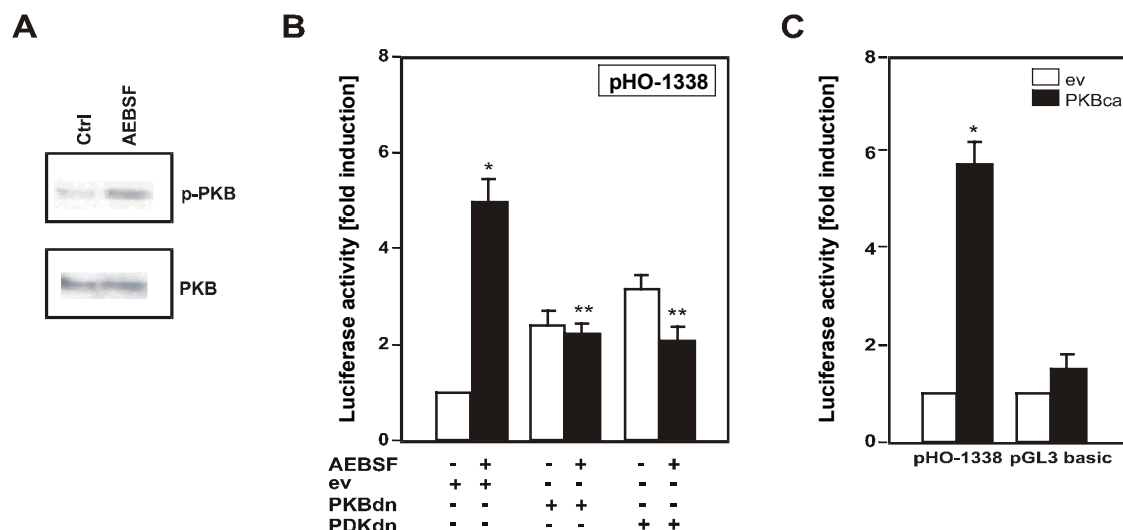 A
Ctrl
AEBSF
p-PKB
PKB
B
Luciferase activity [fold induction]
8
6
4
2
0
pHO-1338
*
**
**
AEBSF - + - + - +
ev + + - - - -
PKBdn - - + + - -
PDKdn - - - - + +
C
Luciferase activity [fold induction]
8
6
4
2
0
ev
PKBca
*
pHO-1338 pGL3 basic